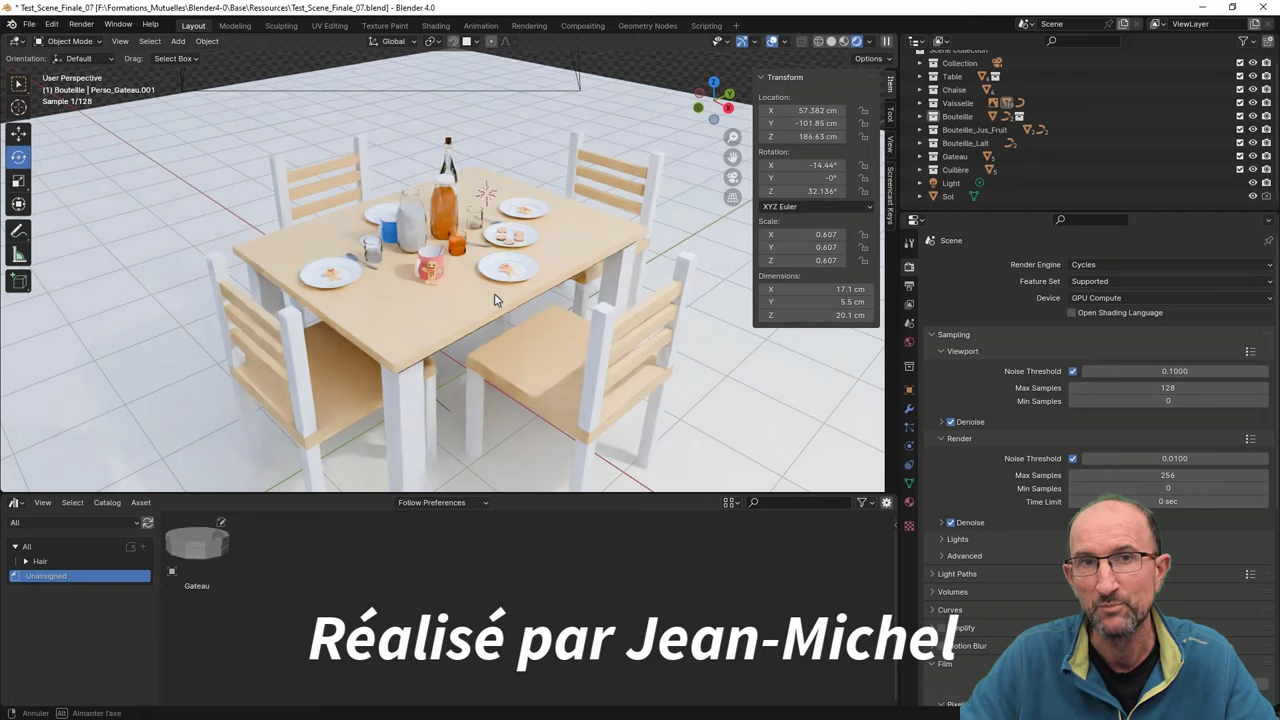 * Test_Scene_Finale_07 [F:\Formations_Mutuelles\Blender4-0\Base\Ressources\Test_Scene_Finale_07.blend] - Blender 4.0
File Edit Render Window Help Layout Modeling Sculpting UV Editing Texture Paint Shading Animation Rendering Compositing Geometry Nodes Scripting Scene ViewLayer
Object Mode View Select Add Object Global
Orientation: Default Drag: Select Box Options
User Perspective
(1) Bouteille | Perso_Gateau.001
Sample 1/128
Transform
Location:
X 57.382 cm
Y -101.85 cm
Z 186.63 cm
Rotation:
X -14.44°
Y -0°
Z 32.136°
XYZ Euler
Scale:
X 0.607
Y 0.607
Z 0.607
Dimensions:
X 17.1 cm
Y 5.5 cm
Z 20.1 cm
Item
Tool
View
Screencast Keys
Scene Collection
Collection
Table
Chaise
Vaisselle
Bouteille
Bouteille_Jus_Fruit
Bouteille_Lait
Gateau
Cuillère
Light
Sol
Scene
Render Engine Cycles
Feature Set Supported
Device GPU Compute
Open Shading Language
Sampling
Viewport
Noise Threshold 0.1000
Max Samples 128
Min Samples 0
Denoise
Render
Noise Threshold 0.0100
Max Samples 256
Min Samples 0
Time Limit 0 sec
Denoise
Lights
Advanced
Light Paths
Volumes
Curves
Film
View Select Catalog Asset Follow Preferences
All
All
Hair
Unassigned
Gateau
Réalisé par Jean-Michel
Annuler Alt Aimanter l'axe